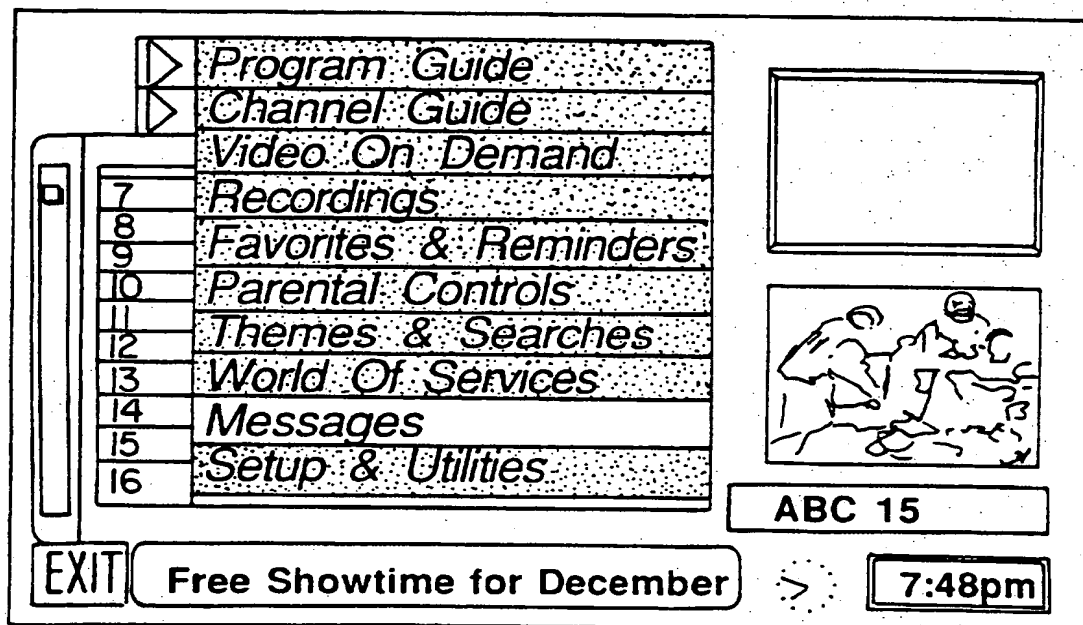 Program Guide
Channel Guide
Video On Demand
7 Recordings
8
9 Favorites & Reminders
10 Parental Controls
11
12 Themes & Searches
13 World Of Services
14 Messages
15
16 Setup & Utilities
ABC 15
EXIT Free Showtime for December 7:48pm